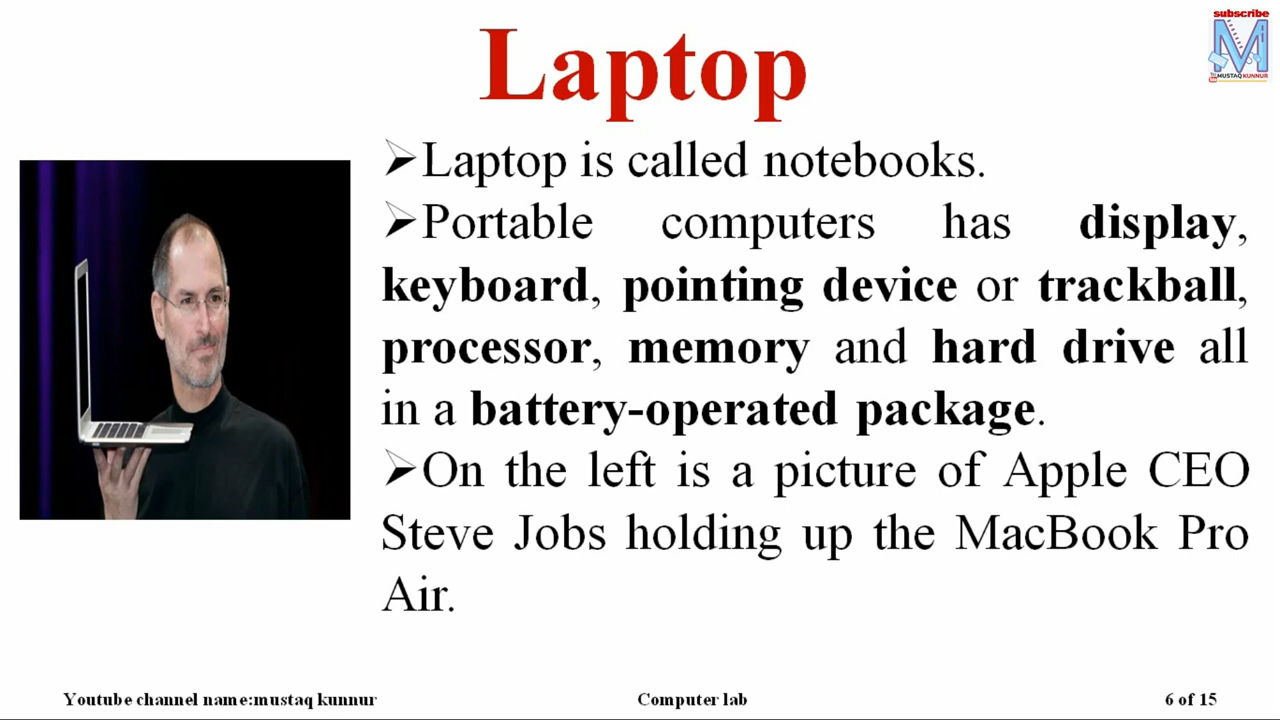 subscribe
MUSTAQ KUNNUR
Laptop
➢Laptop is called notebooks.
➢Portable computers has display,
keyboard, pointing device or trackball,
processor, memory and hard drive all
in a battery-operated package.
➢On the left is a picture of Apple CEO
Steve Jobs holding up the MacBook Pro
Air.
Youtube channel name:mustaq kunnur
Computer lab
6 of 15